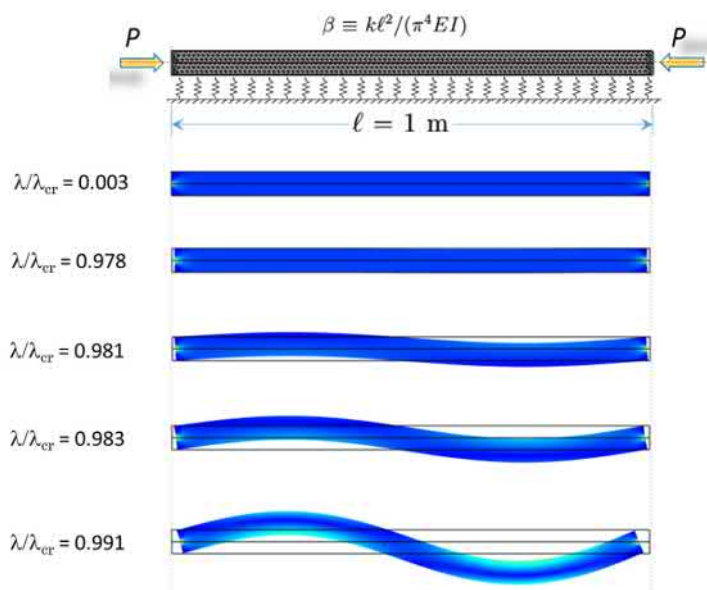 β ≡ kℓ²/(π⁴EI)
P P
ℓ = 1 m
λ/λcr = 0.003
λ/λcr = 0.978
λ/λcr = 0.981
λ/λcr = 0.983
λ/λcr = 0.991